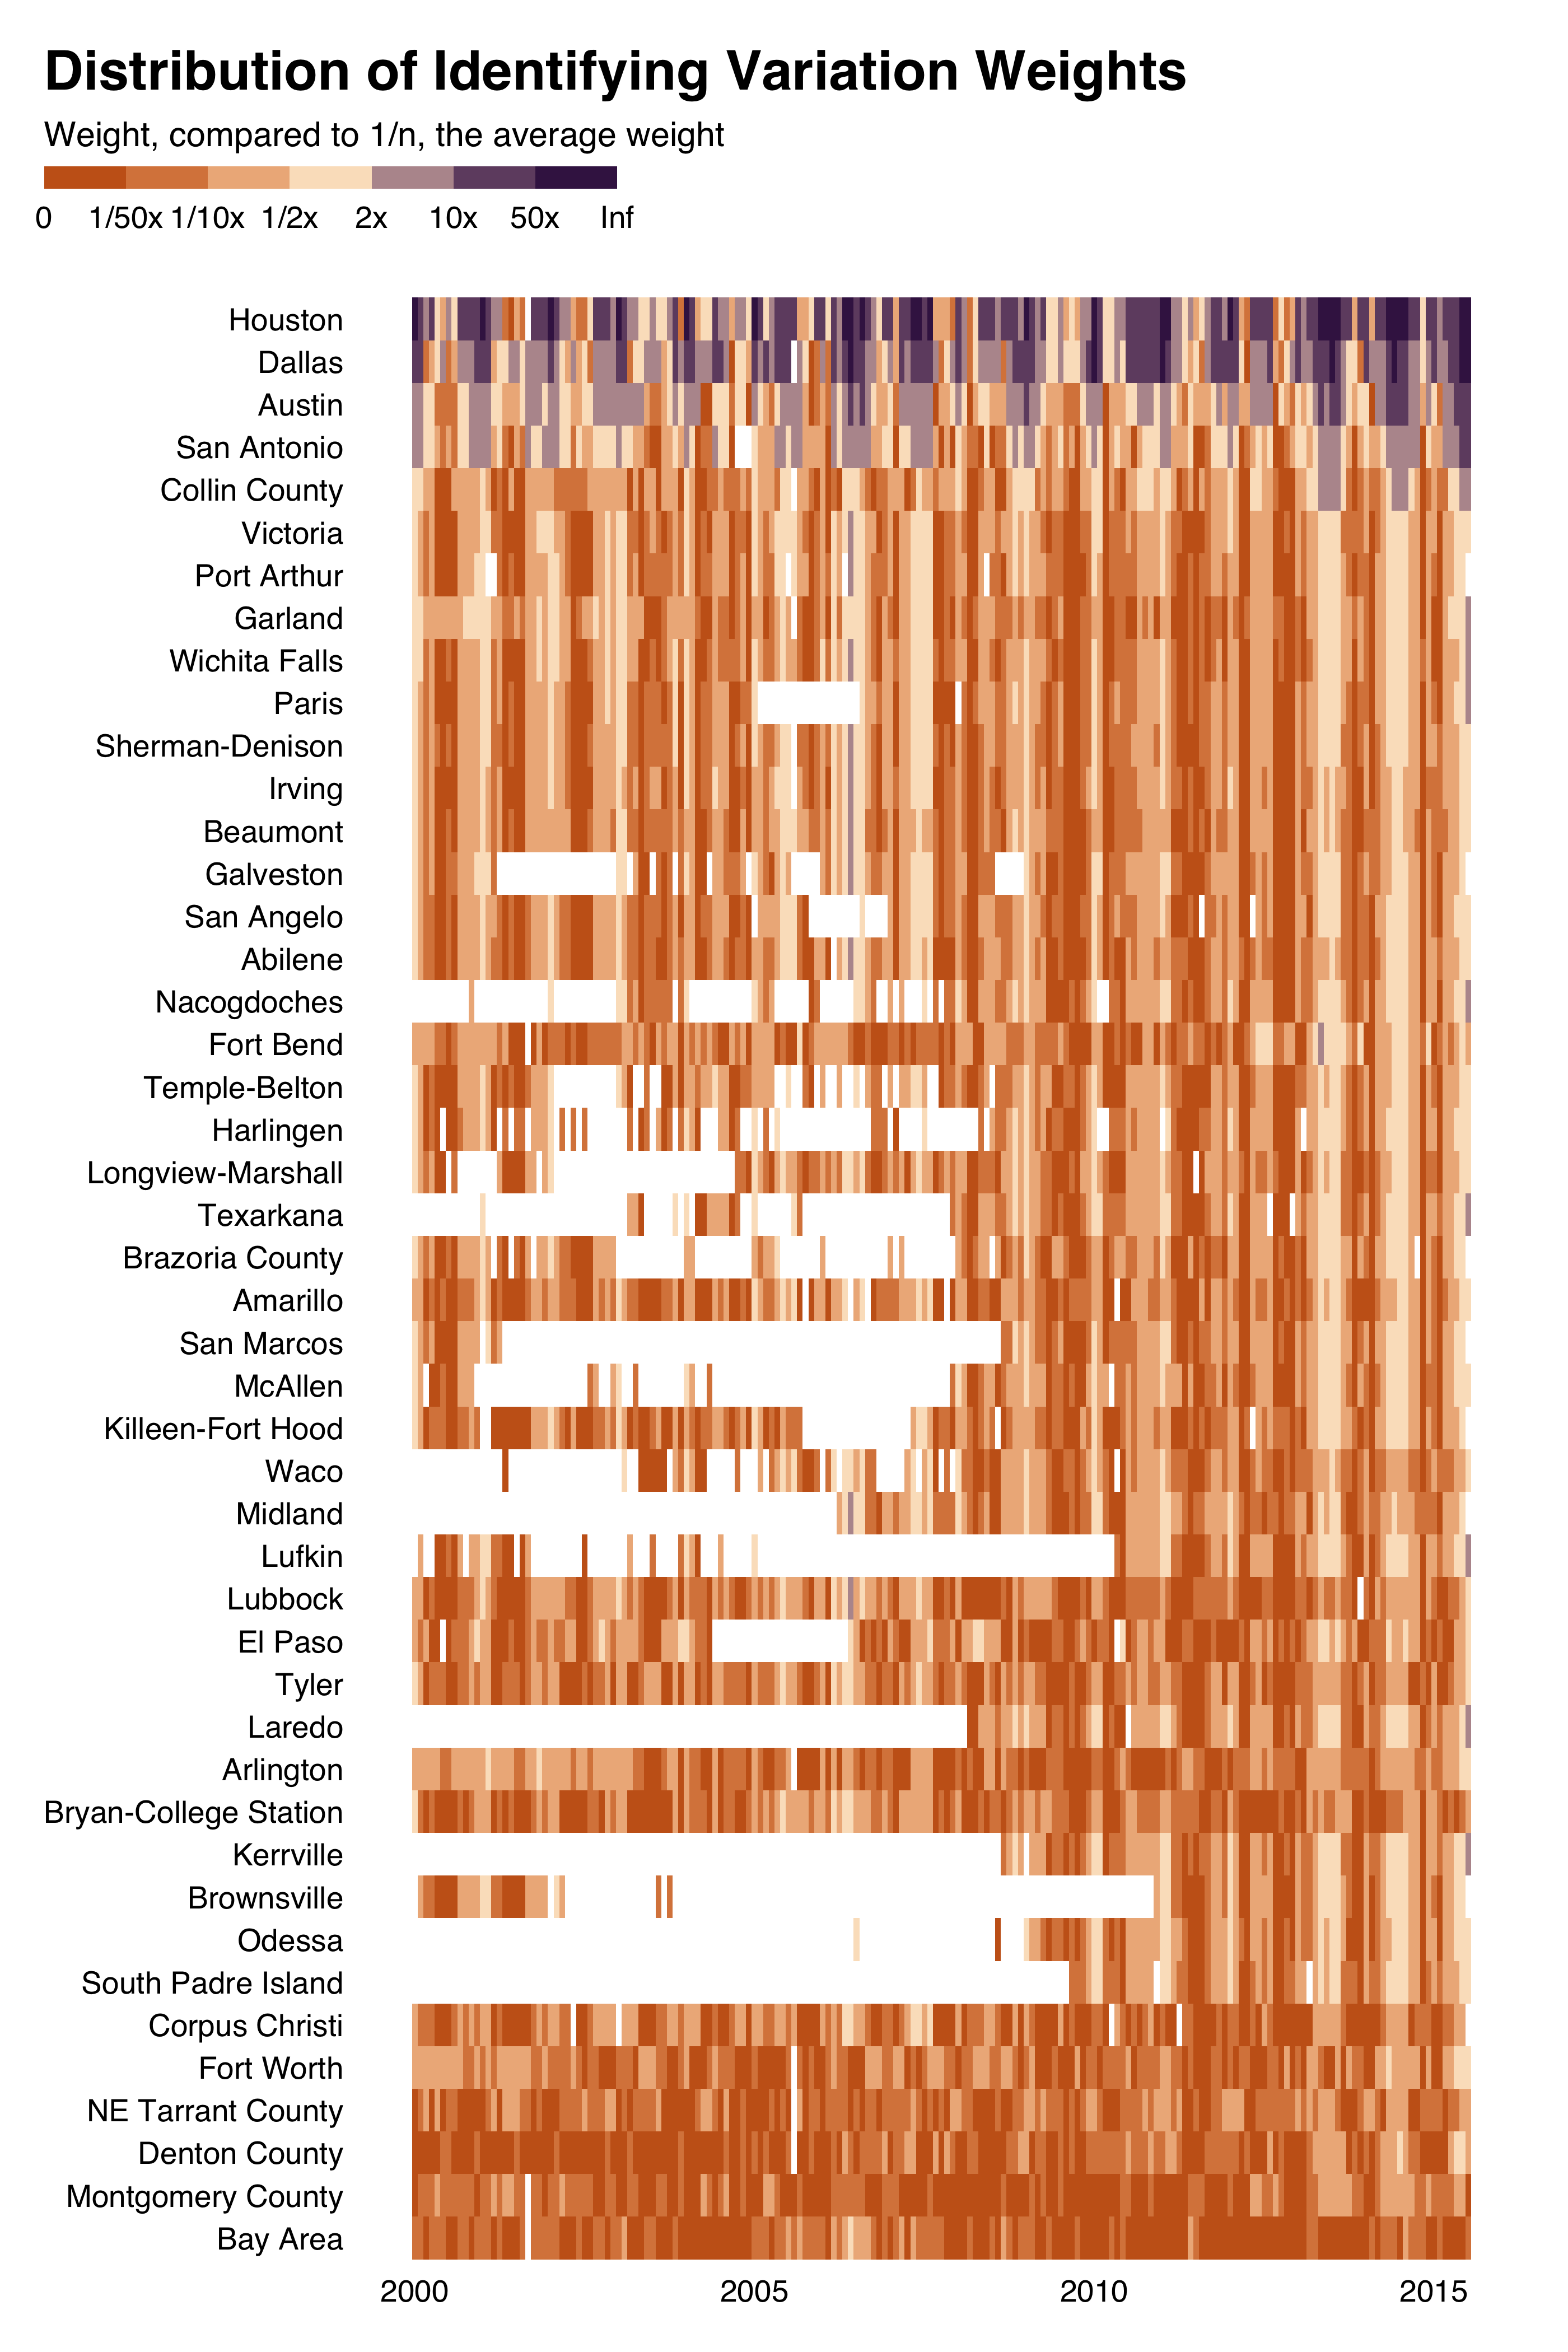 Distribution of Identifying Variation Weights
Weight, compared to 1/n, the average weight
0 1/50x 1/10x 1/2x 2x 10x 50x Inf
Houston
Dallas
Austin
San Antonio
Collin County
Victoria
Port Arthur
Garland
Wichita Falls
Paris
Sherman-Denison
Irving
Beaumont
Galveston
San Angelo
Abilene
Nacogdoches
Fort Bend
Temple-Belton
Harlingen
Longview-Marshall
Texarkana
Brazoria County
Amarillo
San Marcos
McAllen
Killeen-Fort Hood
Waco
Midland
Lufkin
Lubbock
El Paso
Tyler
Laredo
Arlington
Bryan-College Station
Kerrville
Brownsville
Odessa
South Padre Island
Corpus Christi
Fort Worth
NE Tarrant County
Denton County
Montgomery County
Bay Area
2000 2005 2010 2015